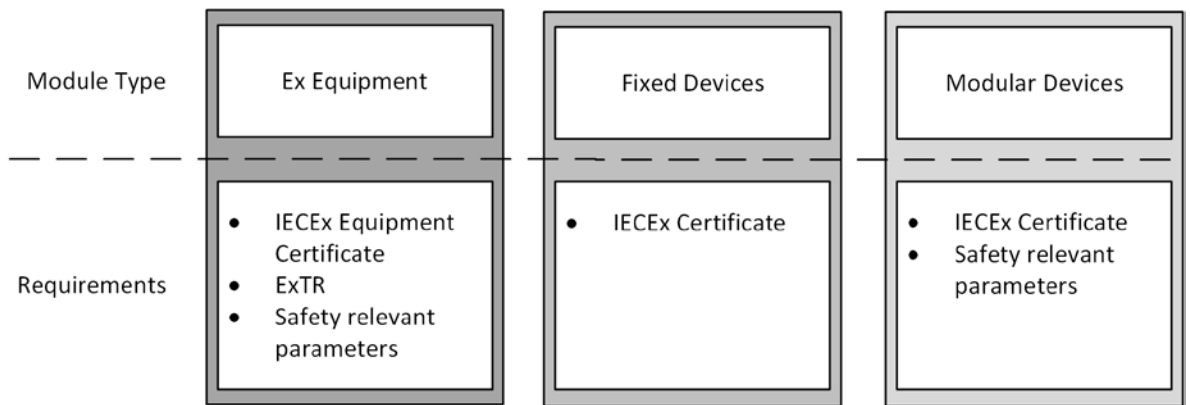 Module Type
Ex Equipment
Fixed Devices
Modular Devices
Requirements
• IECEx Equipment
Certificate
• ExTR
• Safety relevant
parameters
• IECEx Certificate
• IECEx Certificate
• Safety relevant
parameters